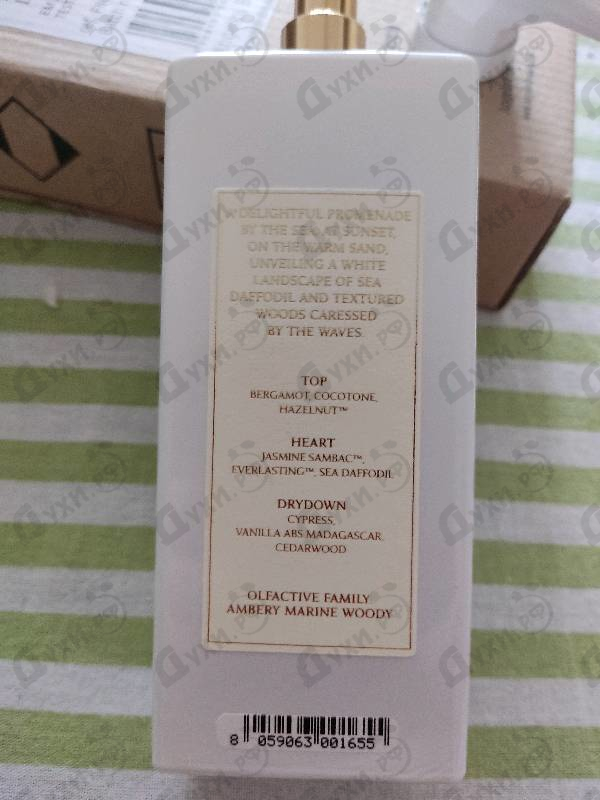 A DELIGHTFUL PROMENADE
BY THE SEA, AT SUNSET,
ON THE WARM SAND,
UNVEILING A WHITE
LANDSCAPE OF SEA
DAFFODIL AND TEXTURED
WOODS CARESSED
BY THE WAVES.
TOP
BERGAMOT, COCOTONE,
HAZELNUT™
HEART
JASMINE SAMBAC™,
EVERLASTING™, SEA DAFFODIL
DRYDOWN
CYPRESS,
VANILLA ABS MADAGASCAR,
CEDARWOOD
OLFACTIVE FAMILY
AMBERY MARINE WOODY
8 059063 001655
Духи.РФ